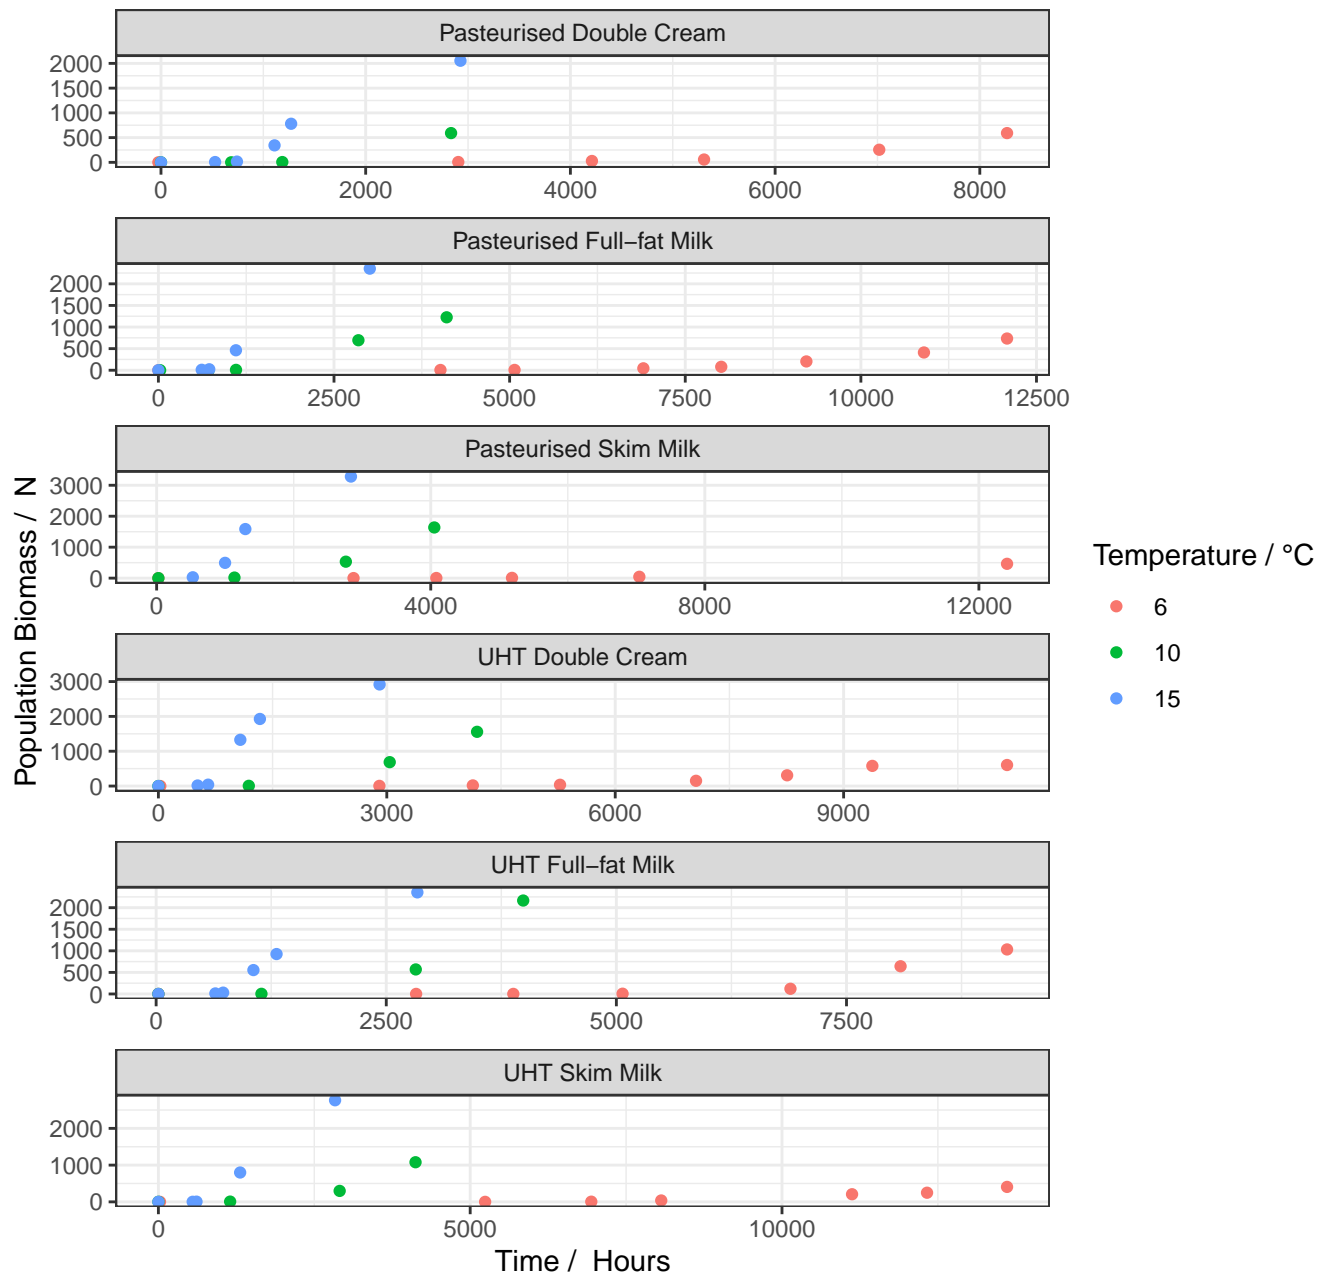 Pasteurised Double Cream
2000
1500
1000
500
0
0 2000 4000 6000 8000
Pasteurised Full−fat Milk
2000
1500
1000
500
0
0 2500 5000 7500 10000 12500
Pasteurised Skim Milk
3000
2000
1000
0
0 4000 8000 12000
UHT Double Cream
3000
2000
1000
0
0 3000 6000 9000
UHT Full−fat Milk
2000
1500
1000
500
0
0 2500 5000 7500
UHT Skim Milk
2000
1000
0
0 5000 10000
Time /  Hours
Population Biomass /  N
Temperature / °C
6
10
15